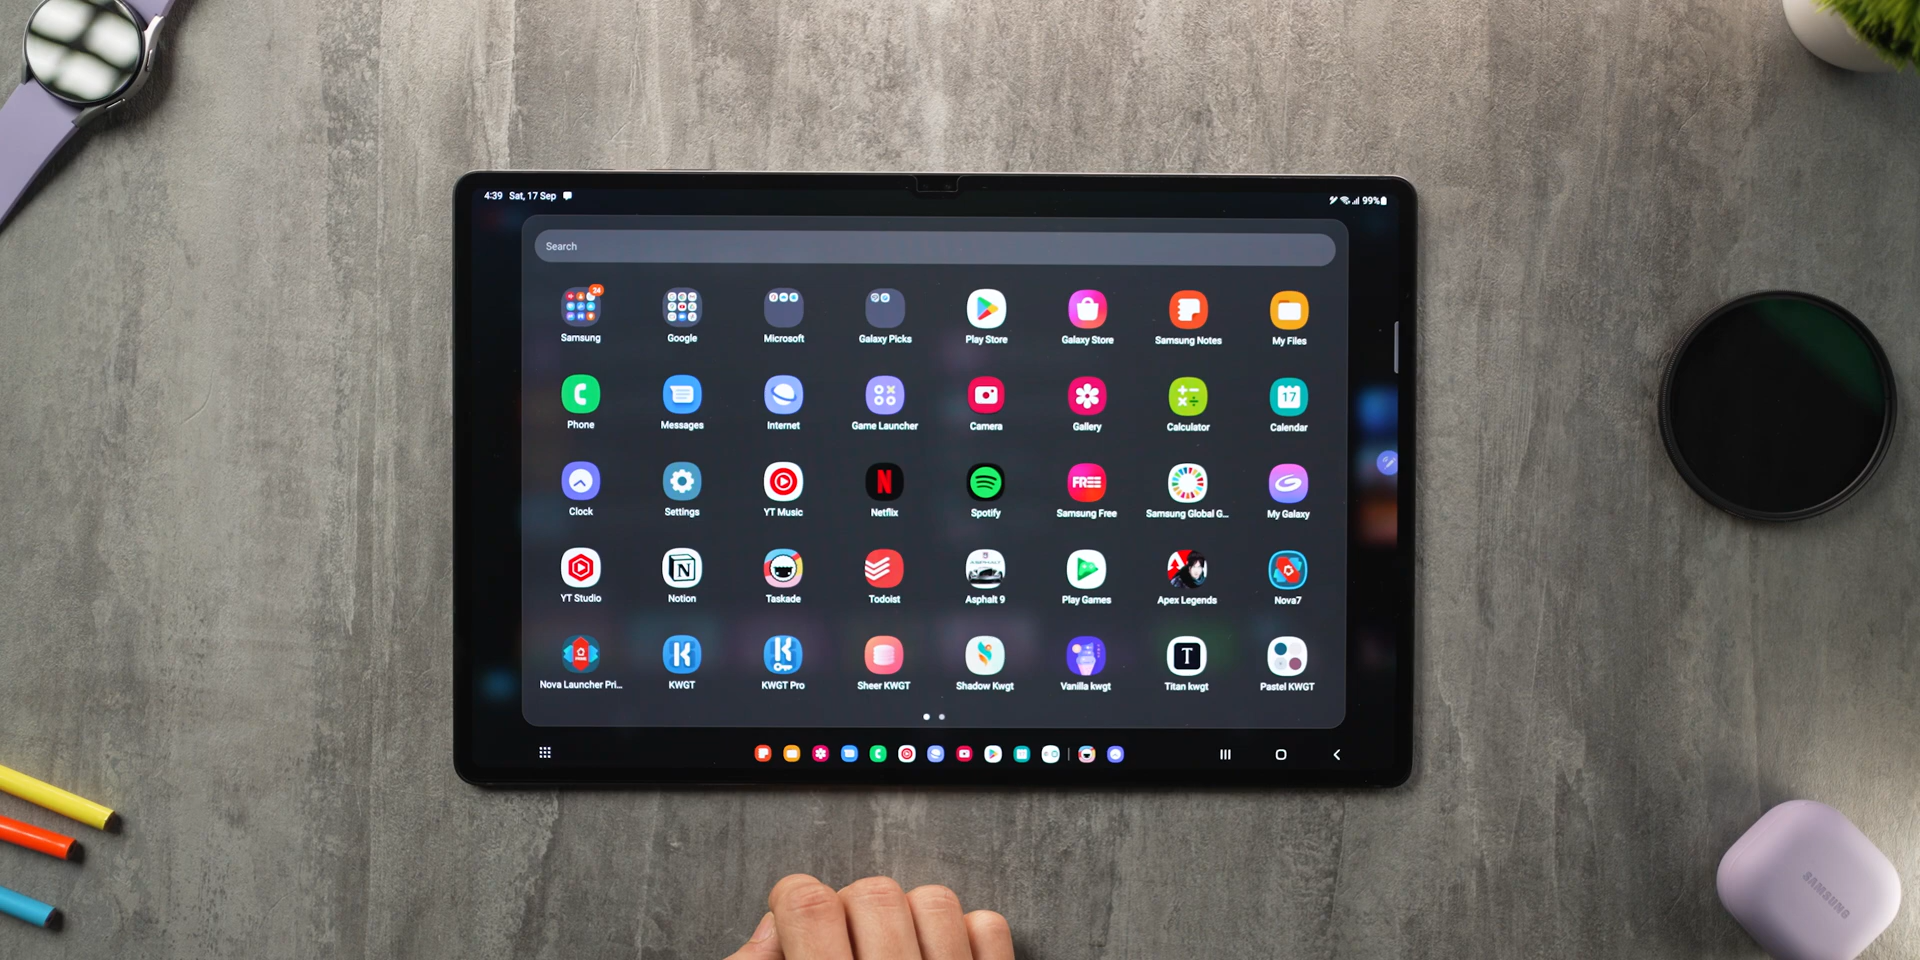 4:39 Sat, 17 Sep
99%
Search
24
Samsung
Google
Microsoft
Galaxy Picks
Play Store
Galaxy Store
Samsung Notes
My Files
17
Phone
Messages
Internet
Game Launcher
Camera
Gallery
Calculator
Calendar
N
FREE
Clock
Settings
YT Music
Netflix
Spotify
Samsung Free
Samsung Global G...
My Galaxy
N
YT Studio
Notion
Taskade
Todoist
Asphalt 9
Play Games
Apex Legends
Nova7
K
K
T
Nova Launcher Pri...
KWGT
KWGT Pro
Sheer KWGT
Shadow Kwgt
Vanilla kwgt
Titan kwgt
Pastel KWGT
SAMSUNG